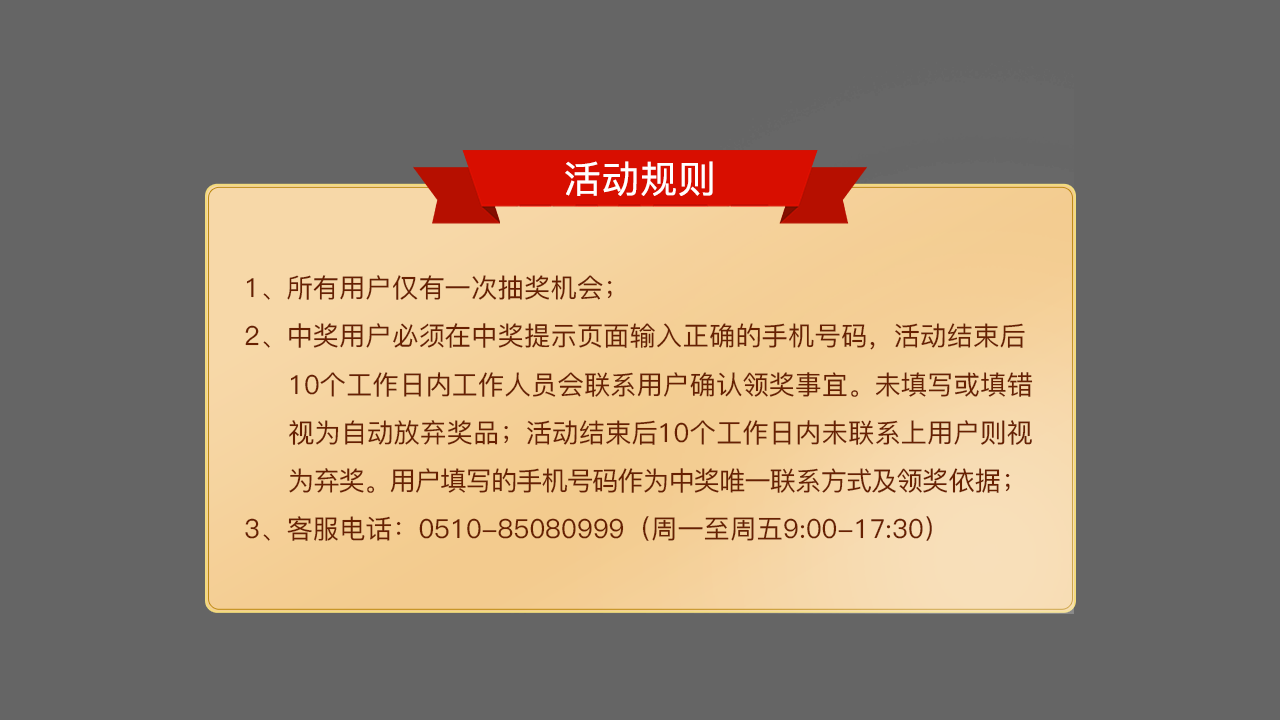 活动规则
1、所有用户仅有一次抽奖机会；
2、中奖用户必须在中奖提示页面输入正确的手机号码，活动结束后
10个工作日内工作人员会联系用户确认领奖事宜。未填写或填错
视为自动放弃奖品；活动结束后10个工作日内未联系上用户则视
为弃奖。用户填写的手机号码作为中奖唯一联系方式及领奖依据；
3、客服电话：0510-85080999（周一至周五9:00-17:30）